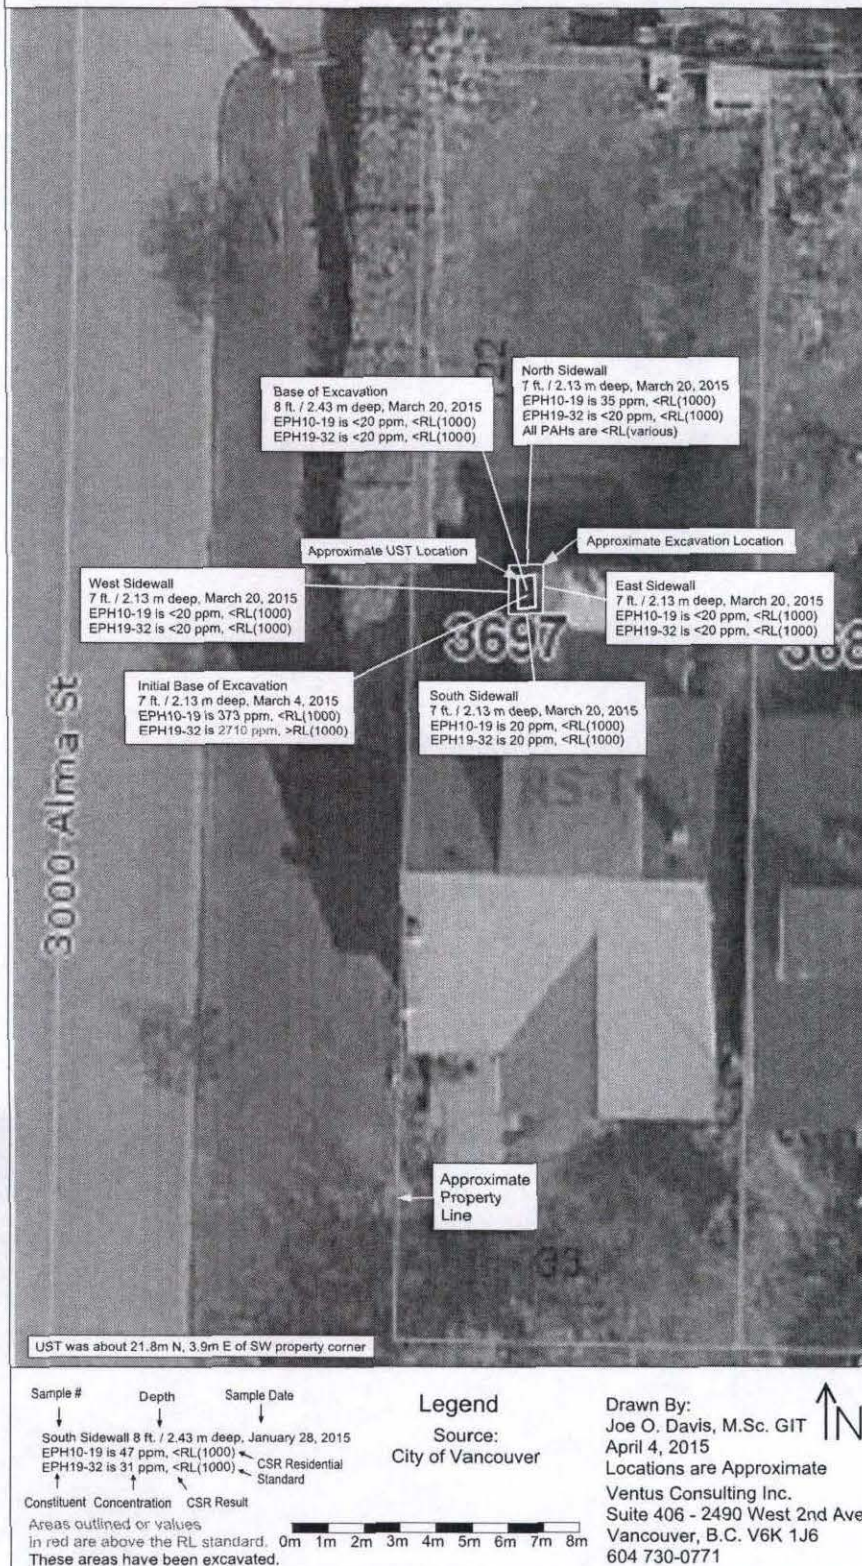 Base of Excavation
8 ft. / 2.43 m deep, March 20, 2015
EPH10-19 is <20 ppm, <RL(1000)
EPH19-32 is <20 ppm, <RL(1000)
North Sidewall
7 ft. / 2.13 m deep, March 20, 2015
EPH10-19 is 35 ppm, <RL(1000)
EPH19-32 is <20 ppm, <RL(1000)
All PAHs are <RL(various)
Approximate UST Location
Approximate Excavation Location
West Sidewall
7 ft. / 2.13 m deep, March 20, 2015
EPH10-19 is <20 ppm, <RL(1000)
EPH19-32 is <20 ppm, <RL(1000)
East Sidewall
7 ft. / 2.13 m deep, March 20, 2015
EPH10-19 is <20 ppm, <RL(1000)
EPH19-32 is <20 ppm, <RL(1000)
3697
368
Initial Base of Excavation
7 ft. / 2.13 m deep, March 4, 2015
EPH10-19 is 373 ppm, <RL(1000)
EPH19-32 is 2710 ppm, >RL(1000)
South Sidewall
7 ft. / 2.13 m deep, March 20, 2015
EPH10-19 is 20 ppm, <RL(1000)
EPH19-32 is 20 ppm, <RL(1000)
3000 Alma St
RS-1
Approximate
Property
Line
33
UST was about 21.8m N, 3.9m E of SW property corner
Sample # Depth Sample Date
South Sidewall 8 ft. / 2.43 m deep, January 28, 2015
EPH10-19 is 47 ppm, <RL(1000)
EPH19-32 is 31 ppm, <RL(1000)
CSR Residential
Standard
Constituent Concentration CSR Result
Areas outlined or values
in red are above the RL standard.
These areas have been excavated.
Legend
Source:
City of Vancouver
0m 1m 2m 3m 4m 5m 6m 7m 8m
Drawn By:
Joe O. Davis, M.Sc. GIT
April 4, 2015
Locations are Approximate
Ventus Consulting Inc.
Suite 406 - 2490 West 2nd Ave
Vancouver, B.C. V6K 1J6
604 730-0771
N